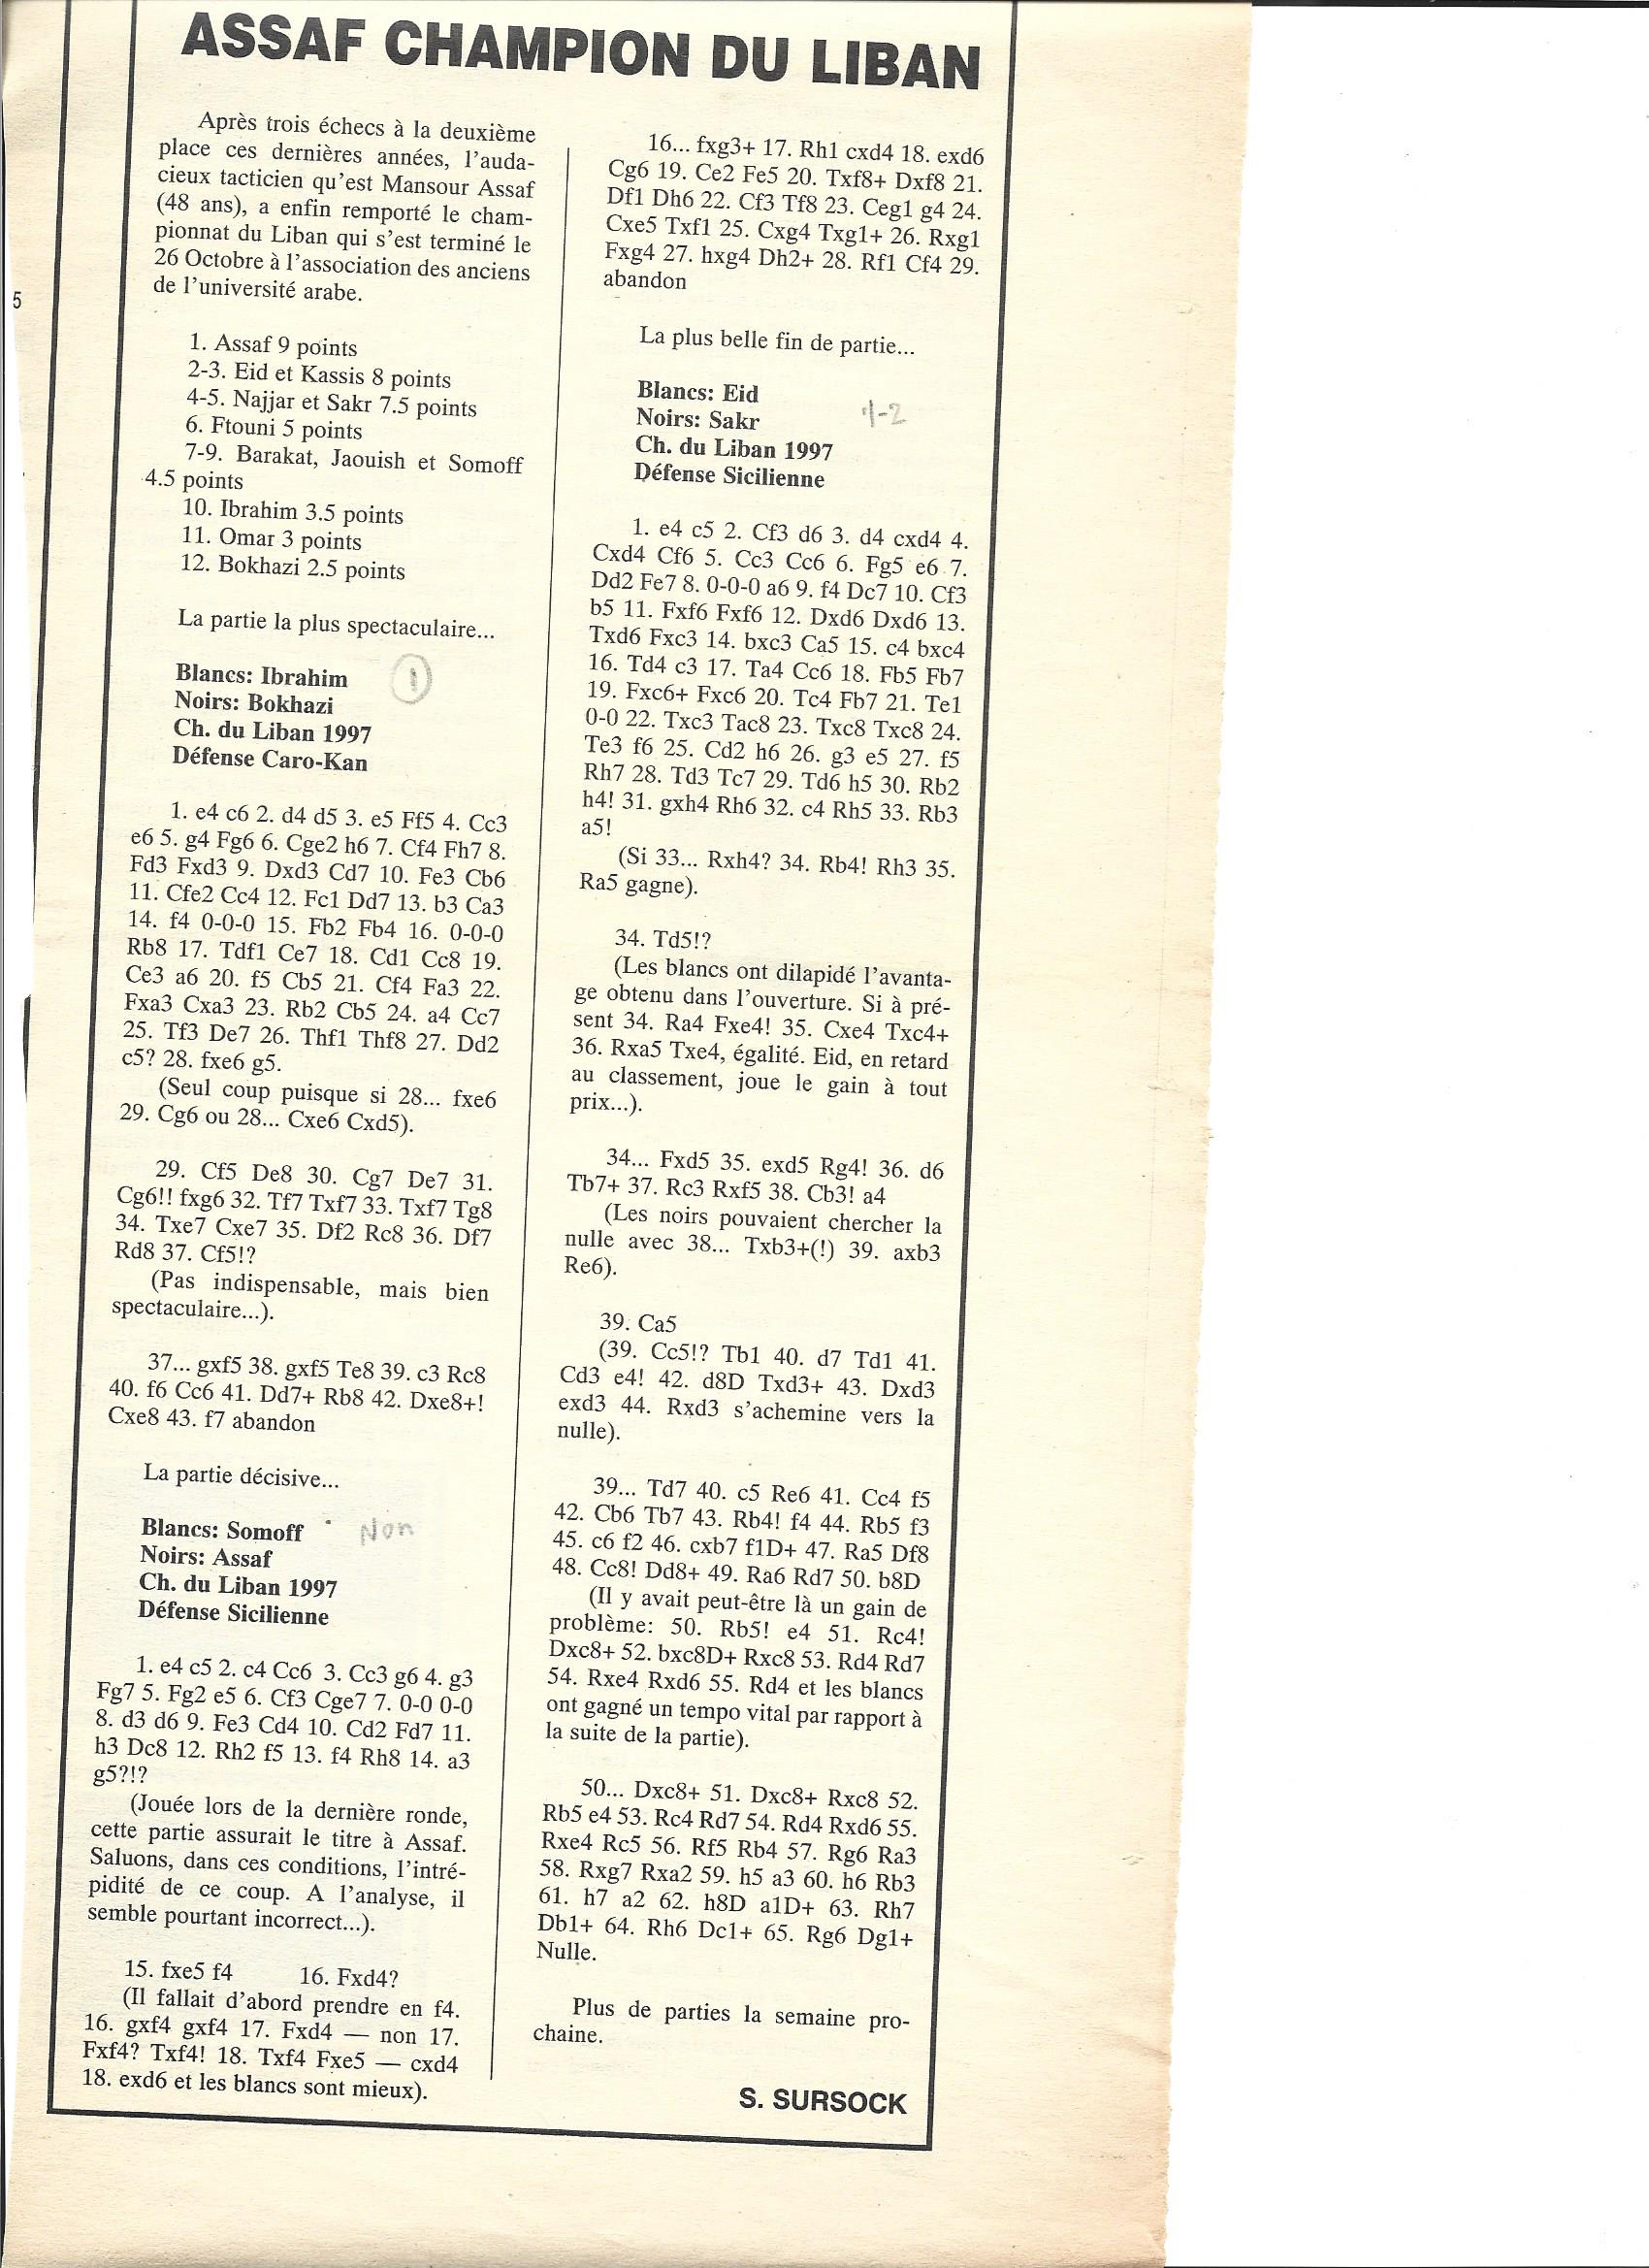 ASSAF CHAMPION DU LIBAN
Après trois échecs à la deuxième
place ces dernières années, l'auda-
cieux tacticien qu'est Mansour Assaf
(48 ans), a enfin remporté le cham-
pionnat du Liban qui s'est terminé le
26 Octobre à l'association des anciens
de l'université arabe.
5
1. Assaf 9 points
2-3. Eid et Kassis 8 points
4-5. Najjar et Sakr 7.5 points
6. Ftouni 5 points
7-9. Barakat, Jaouish et Somoff
4.5 points
10. Ibrahim 3.5 points
11. Omar 3 points
12. Bokhazi 2.5 points
La partie la plus spectaculaire...
Blancs: Ibrahim
1
Noirs: Bokhazi
Ch. du Liban 1997
Défense Caro-Kan
1. e4 c6 2. d4 d5 3. e5 Ff5 4. Cc3
e6 5. g4 Fg6 6. Cge2 h6 7. Cf4 Fh7 8.
Fd3 Fxd3 9. Dxd3 Cd7 10. Fe3 Cb6
11. Cfe2 Cc4 12. Fc1 Dd7 13. b3 Ca3
14. f4 0-0-0 15. Fb2 Fb4 16. 0-0-0
Rb8 17. Tdf1 Ce7 18. Cd1 Cc8 19.
Ce3 a6 20. f5 Cb5 21. Cf4 Fa3 22.
Fxa3 Cxa3 23. Rb2 Cb5 24. a4 Cc7
25. Tf3 De7 26. Thf1 Thf8 27. Dd2
c5? 28. fxe6 g5.
(Seul coup puisque si 28... fxe6
29. Cg6 ou 28... Cxe6 Cxd5).
29. Cf5 De8 30. Cg7 De7 31.
Cg6!! fxg6 32. Tf7 Txf7 33. Txf7 Tg8
34. Txe7 Cxe7 35. Df2 Rc8 36. Df7
Rd8 37. Cf5!?
(Pas indispensable, mais bien
spectaculaire...).
37... gxf5 38. gxf5 Te8 39. c3 Rc8
40. f6 Cc6 41. Dd7+ Rb8 42. Dxe8+!
Cxe8 43. f7 abandon
La partie décisive...
Blancs: Somoff
Non
Noirs: Assaf
Ch. du Liban 1997
Défense Sicilienne
1. e4 c5 2. c4 Cc6 3. Cc3 g6 4. g3
Fg7 5. Fg2 e5 6. Cf3 Cge7 7. 0-0 0-0
8. d3 d6 9. Fe3 Cd4 10. Cd2 Fd7 11.
h3 Dc8 12. Rh2 f5 13. f4 Rh8 14. a3
g5?!?
(Jouée lors de la dernière ronde,
cette partie assurait le titre à Assaf.
Saluons, dans ces conditions, l'intré-
pidité de ce coup. A l'analyse, il
semble pourtant incorrect...).
15. fxe5 f4 16. Fxd4?
(Il fallait d'abord prendre en f4.
16. gxf4 gxf4 17. Fxd4 — non 17.
Fxf4? Txf4! 18. Txf4 Fxe5 — cxd4
18. exd6 et les blancs sont mieux).
16... fxg3+ 17. Rh1 cxd4 18. exd6
Cg6 19. Ce2 Fe5 20. Txf8+ Dxf8 21.
Df1 Dh6 22. Cf3 Tf8 23. Ceg1 g4 24.
Cxe5 Txf1 25. Cxg4 Txg1+ 26. Rxg1
Fxg4 27. hxg4 Dh2+ 28. Rf1 Cf4 29.
abandon
La plus belle fin de partie...
Blancs: Eid
Noirs: Sakr
1-2
Ch. du Liban 1997
Défense Sicilienne
1. e4 c5 2. Cf3 d6 3. d4 cxd4 4.
Cxd4 Cf6 5. Cc3 Cc6 6. Fg5 e6 7.
Dd2 Fe7 8. 0-0-0 a6 9. f4 Dc7 10. Cf3
b5 11. Fxf6 Fxf6 12. Dxd6 Dxd6 13.
Txd6 Fxc3 14. bxc3 Ca5 15. c4 bxc4
16. Td4 c3 17. Ta4 Cc6 18. Fb5 Fb7
19. Fxc6+ Fxc6 20. Tc4 Fb7 21. Te1
0-0 22. Txc3 Tac8 23. Txc8 Txc8 24.
Te3 f6 25. Cd2 h6 26. g3 e5 27. f5
Rh7 28. Td3 Tc7 29. Td6 h5 30. Rb2
h4! 31. gxh4 Rh6 32. c4 Rh5 33. Rb3
a5!
(Si 33... Rxh4? 34. Rb4! Rh3 35.
Ra5 gagne).
34. Td5!?
(Les blancs ont dilapidé l'avanta-
ge obtenu dans l'ouverture. Si à pré-
sent 34. Ra4 Fxe4! 35. Cxe4 Txc4+
36. Rxa5 Txe4, égalité. Eid, en retard
au classement, joue le gain à tout
prix...).
34... Fxd5 35. exd5 Rg4! 36. d6
Tb7+ 37. Rc3 Rxf5 38. Cb3! a4
(Les noirs pouvaient chercher la
nulle avec 38... Txb3+(!) 39. axb3
Re6).
39. Ca5
(39. Cc5!? Tb1 40. d7 Td1 41.
Cd3 e4! 42. d8D Txd3+ 43. Dxd3
exd3 44. Rxd3 s'achemine vers la
nulle).
39... Td7 40. c5 Re6 41. Cc4 f5
42. Cb6 Tb7 43. Rb4! f4 44. Rb5 f3
45. c6 f2 46. cxb7 f1D+ 47. Ra5 Df8
48. Cc8! Dd8+ 49. Ra6 Rd7 50. b8D
(Il y avait peut-être là un gain de
problème: 50. Rb5! e4 51. Rc4!
Dxc8+ 52. bxc8D+ Rxc8 53. Rd4 Rd7
54. Rxe4 Rxd6 55. Rd4 et les blancs
ont gagné un tempo vital par rapport à
la suite de la partie).
50... Dxc8+ 51. Dxc8+ Rxc8 52.
Rb5 e4 53. Rc4 Rd7 54. Rd4 Rxd6 55.
Rxe4 Rc5 56. Rf5 Rb4 57. Rg6 Ra3
58. Rxg7 Rxa2 59. h5 a3 60. h6 Rb3
61. h7 a2 62. h8D a1D+ 63. Rh7
Db1+ 64. Rh6 Dc1+ 65. Rg6 Dg1+
Nulle.
Plus de parties la semaine pro-
chaine.
S. SURSOCK